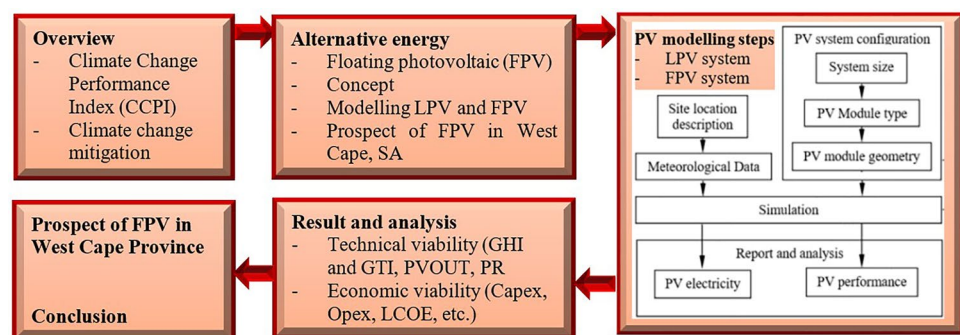 Overview
- Climate Change
Performance
Index (CCPI)
- Climate change
mitigation
Alternative energy
- Floating photovoltaic (FPV)
- Concept
- Modelling LPV and FPV
- Prospect of FPV in West
Cape, SA
PV modelling steps
- LPV system
- FPV system
Site location
description
Meteorological Data
PV system configuration
System size
PV Module type
PV module geometry
Simulation
Report and analysis
PV electricity
PV performance
Result and analysis
- Technical viability (GHI
and GTI, PVOUT, PR
- Economic viability (Capex,
Opex, LCOE, etc.)
Prospect of FPV in
West Cape Province
Conclusion